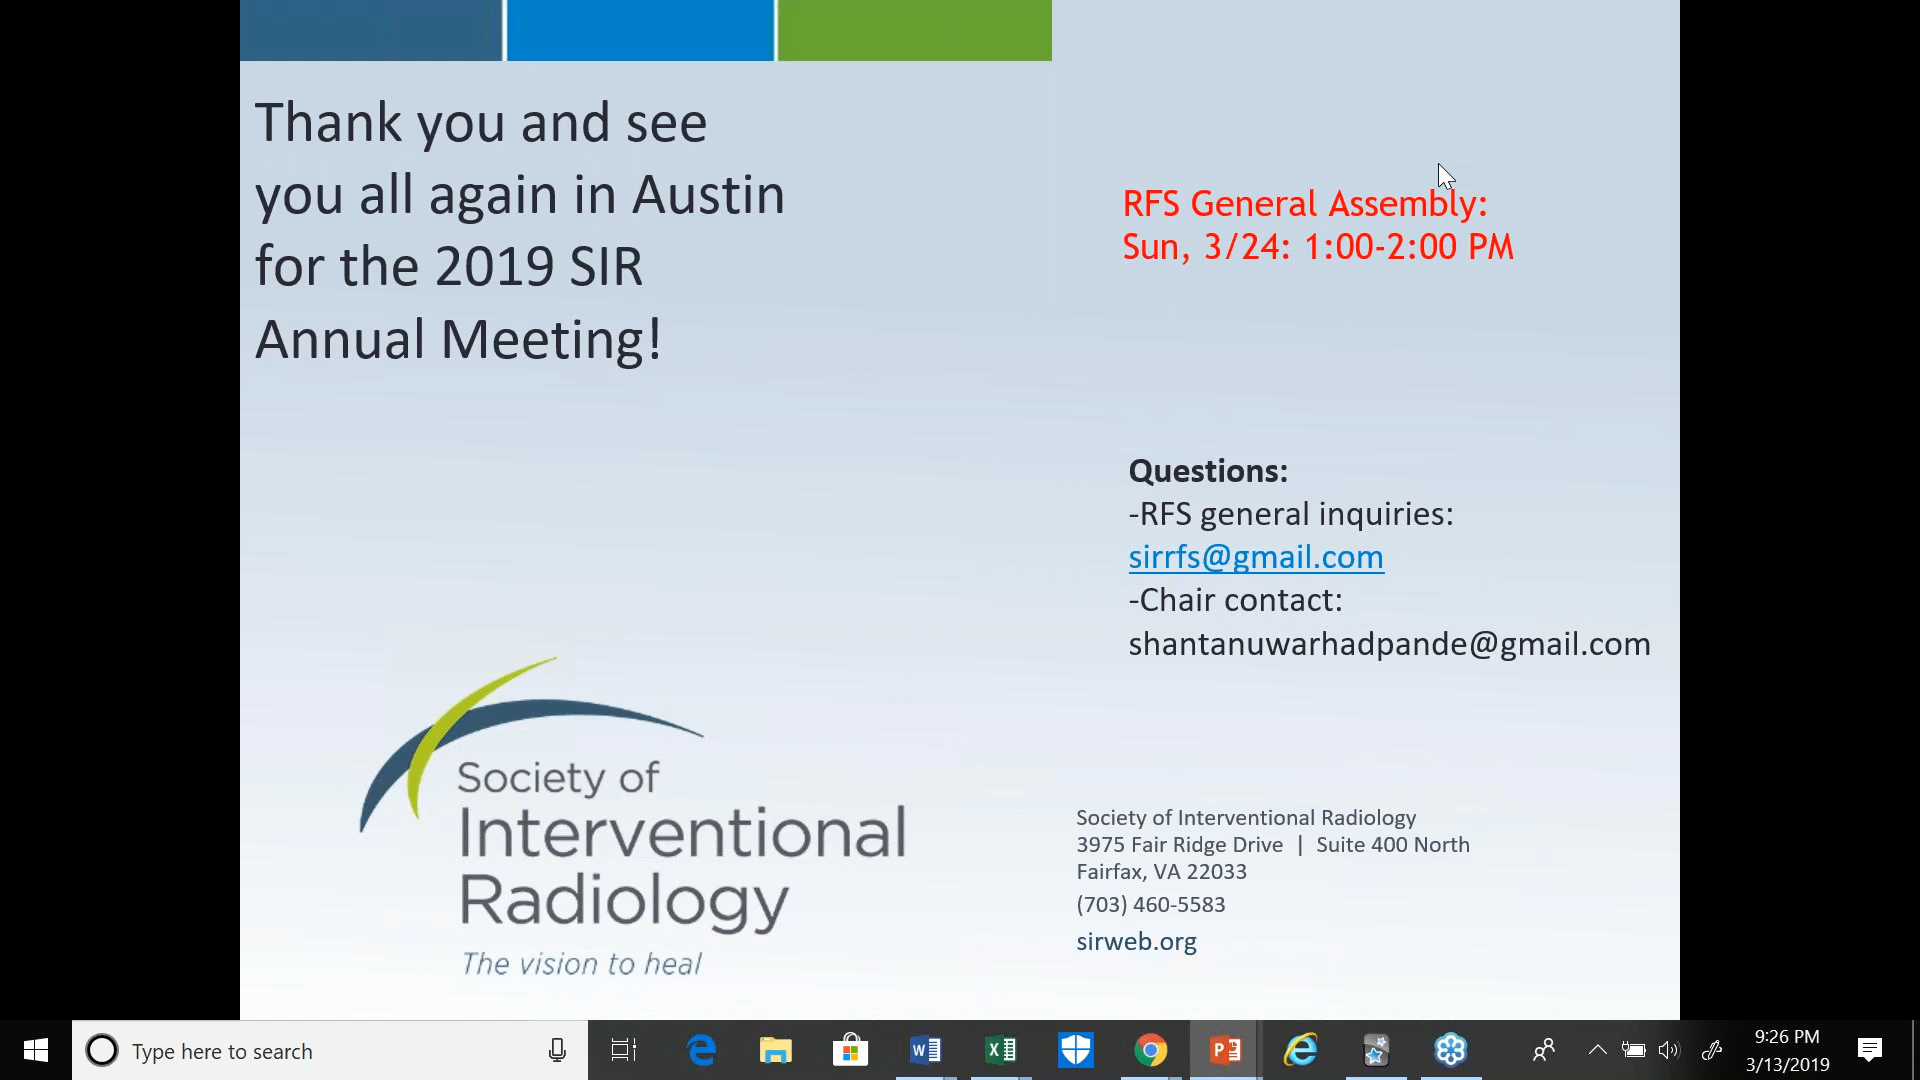 Thank you and see
you all again in Austin
for the 2019 SIR
Annual Meeting!
RFS General Assembly:
Sun, 3/24: 1:00-2:00 PM
Questions:
-RFS general inquiries:
sirrfs@gmail.com
-Chair contact:
shantanuwarhadpande@gmail.com
Society of
Interventional
Radiology
The vision to heal
Society of Interventional Radiology
3975 Fair Ridge Drive | Suite 400 North
Fairfax, VA 22033
(703) 460-5583
sirweb.org
Type here to search
9:26 PM
3/13/2019